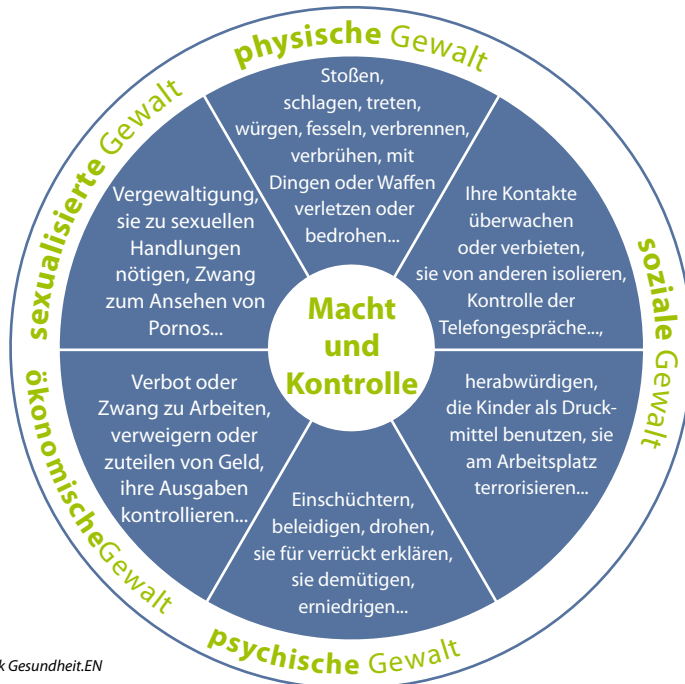 physische Gewalt
Stoßen,
schlagen, treten,
würgen, fesseln, verbrennen,
verbrühen, mit
Dingen oder Waffen
verletzen oder
bedrohen...
soziale Gewalt
Ihre Kontakte
überwachen
oder verbieten,
sie von anderen isolieren,
Kontrolle der
Telefongespräche...,
herabwürdigen,
die Kinder als Druck-
mittel benutzen, sie
am Arbeitsplatz
terrorisieren...
psychische Gewalt
Einschüchtern,
beleidigen, drohen,
sie für verrückt erklären,
sie demütigen,
erniedrigen...
ökonomischeGewalt
Verbot oder
Zwang zu Arbeiten,
verweigern oder
zuteilen von Geld,
ihre Ausgaben
kontrollieren...
sexualisierte Gewalt
Vergewaltigung,
sie zu sexuellen
Handlungen
nötigen, Zwang
zum Ansehen von
Pornos...
Macht
und
Kontrolle
k Gesundheit.EN